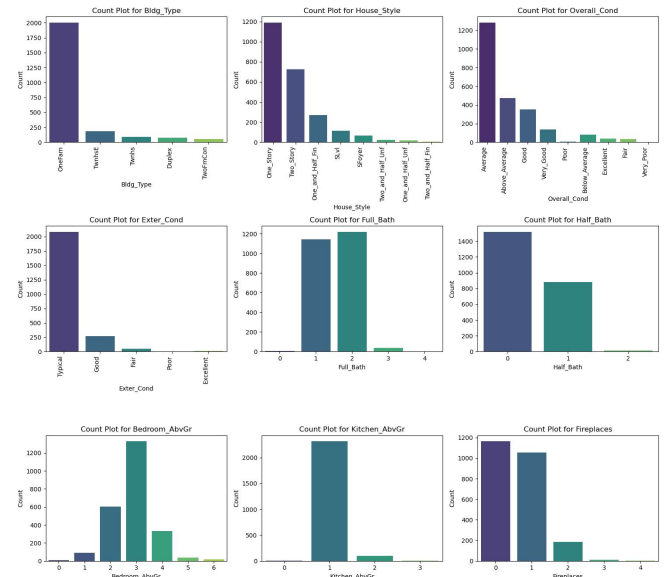 Count Plot for Bldg_Type
Count
2000
1750
1500
1250
1000
750
500
250
0
OneFam
TwnhsE
Twnhs
Duplex
TwoFmCon
Bldg_Type
Count Plot for House_Style
Count
1200
1000
800
600
400
200
0
One_Story
Two_Story
One_and_Half_Fin
SLvl
SFoyer
Two_and_Half_Unf
One_and_Half_Unf
Two_and_Half_Fin
House_Style
Count Plot for Overall_Cond
Count
1200
1000
800
600
400
200
0
Average
Above_Average
Good
Very_Good
Poor
Below_Average
Excellent
Fair
Very_Poor
Overall_Cond
Count Plot for Exter_Cond
Count
2000
1750
1500
1250
1000
750
500
250
0
Typical
Good
Fair
Poor
Excellent
Exter_Cond
Count Plot for Full_Bath
Count
1200
1000
800
600
400
200
0
0 1 2 3 4
Full_Bath
Count Plot for Half_Bath
Count
1400
1200
1000
800
600
400
200
0
0 1 2
Half_Bath
Count Plot for Bedroom_AbvGr
Count
1200
1000
800
600
400
200
0
0 1 2 3 4 5 6
Bedroom_AbvGr
Count Plot for Kitchen_AbvGr
Count
2000
1500
1000
500
0
0 1 2 3
Kitchen_AbvGr
Count Plot for Fireplaces
Count
1200
1000
800
600
400
200
0
0 1 2 3 4
Fireplaces